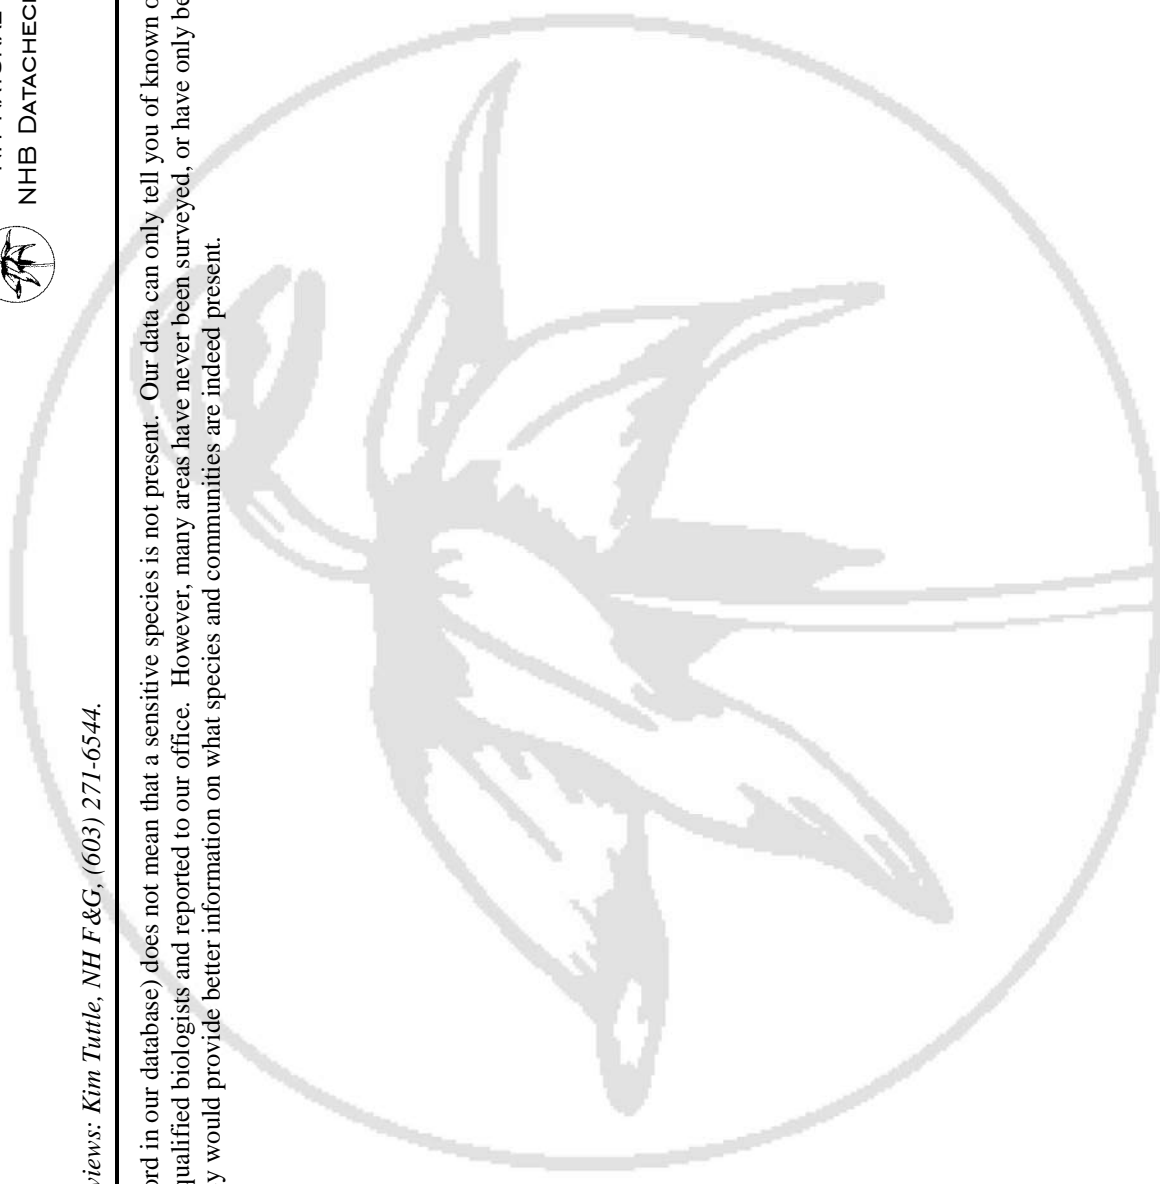 NHB DATACHECK
views: Kim Tuttle, NH F&G, (603) 271-6544.
ord in our database) does not mean that a sensitive species is not present. Our data can only tell you of known o
qualified biologists and reported to our office. However, many areas have never been surveyed, or have only be
y would provide better information on what species and communities are indeed present.